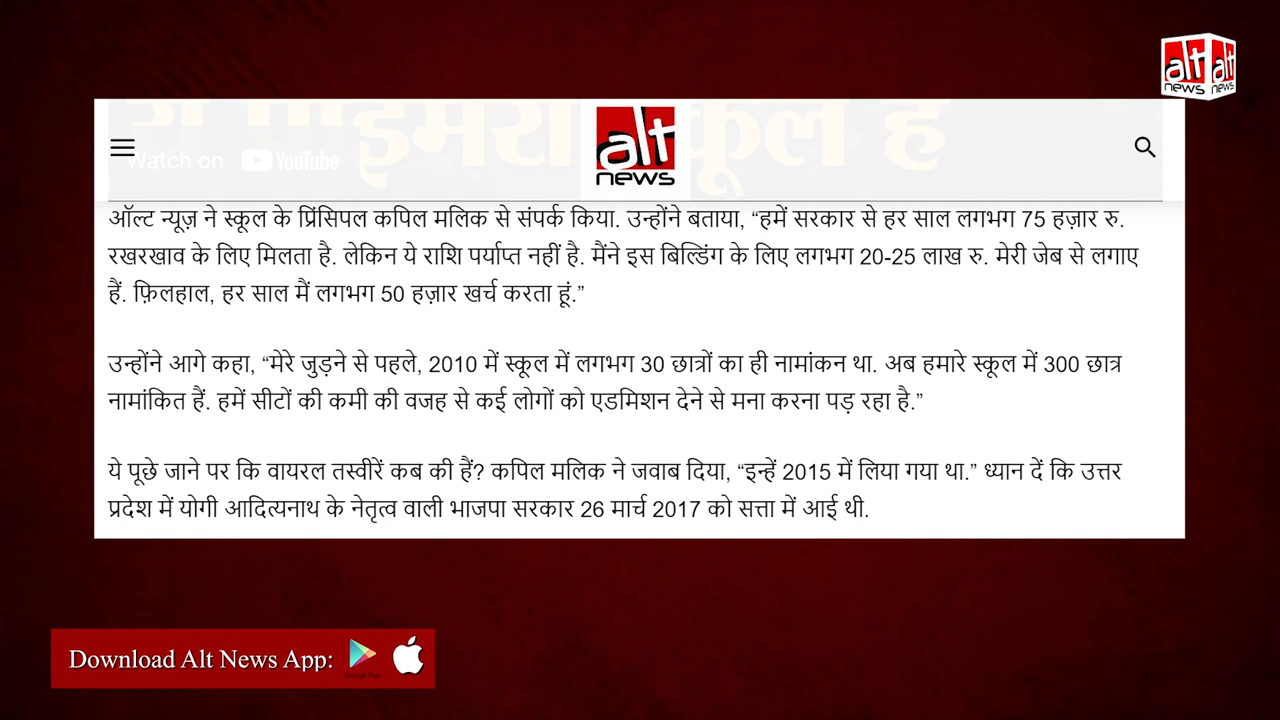 alt news
alt news
Watch on YouTube
alt
news
ऑल्ट न्यूज़ ने स्कूल के प्रिंसिपल कपिल मलिक से संपर्क किया. उन्होंने बताया, “हमें सरकार से हर साल लगभग 75 हज़ार रु.
रखरखाव के लिए मिलता है. लेकिन ये राशि पर्याप्त नहीं है. मैंने इस बिल्डिंग के लिए लगभग 20-25 लाख रु. मेरी जेब से लगाए
हैं. फ़िलहाल, हर साल मैं लगभग 50 हज़ार खर्च करता हूं.”
उन्होंने आगे कहा, “मेरे जुड़ने से पहले, 2010 में स्कूल में लगभग 30 छात्रों का ही नामांकन था. अब हमारे स्कूल में 300 छात्र
नामांकित हैं. हमें सीटों की कमी की वजह से कई लोगों को एडमिशन देने से मना करना पड़ रहा है.”
ये पूछे जाने पर कि वायरल तस्वीरें कब की हैं? कपिल मलिक ने जवाब दिया, “इन्हें 2015 में लिया गया था.” ध्यान दें कि उत्तर
प्रदेश में योगी आदित्यनाथ के नेतृत्व वाली भाजपा सरकार 26 मार्च 2017 को सत्ता में आई थी.
Download Alt News App:
Google Play